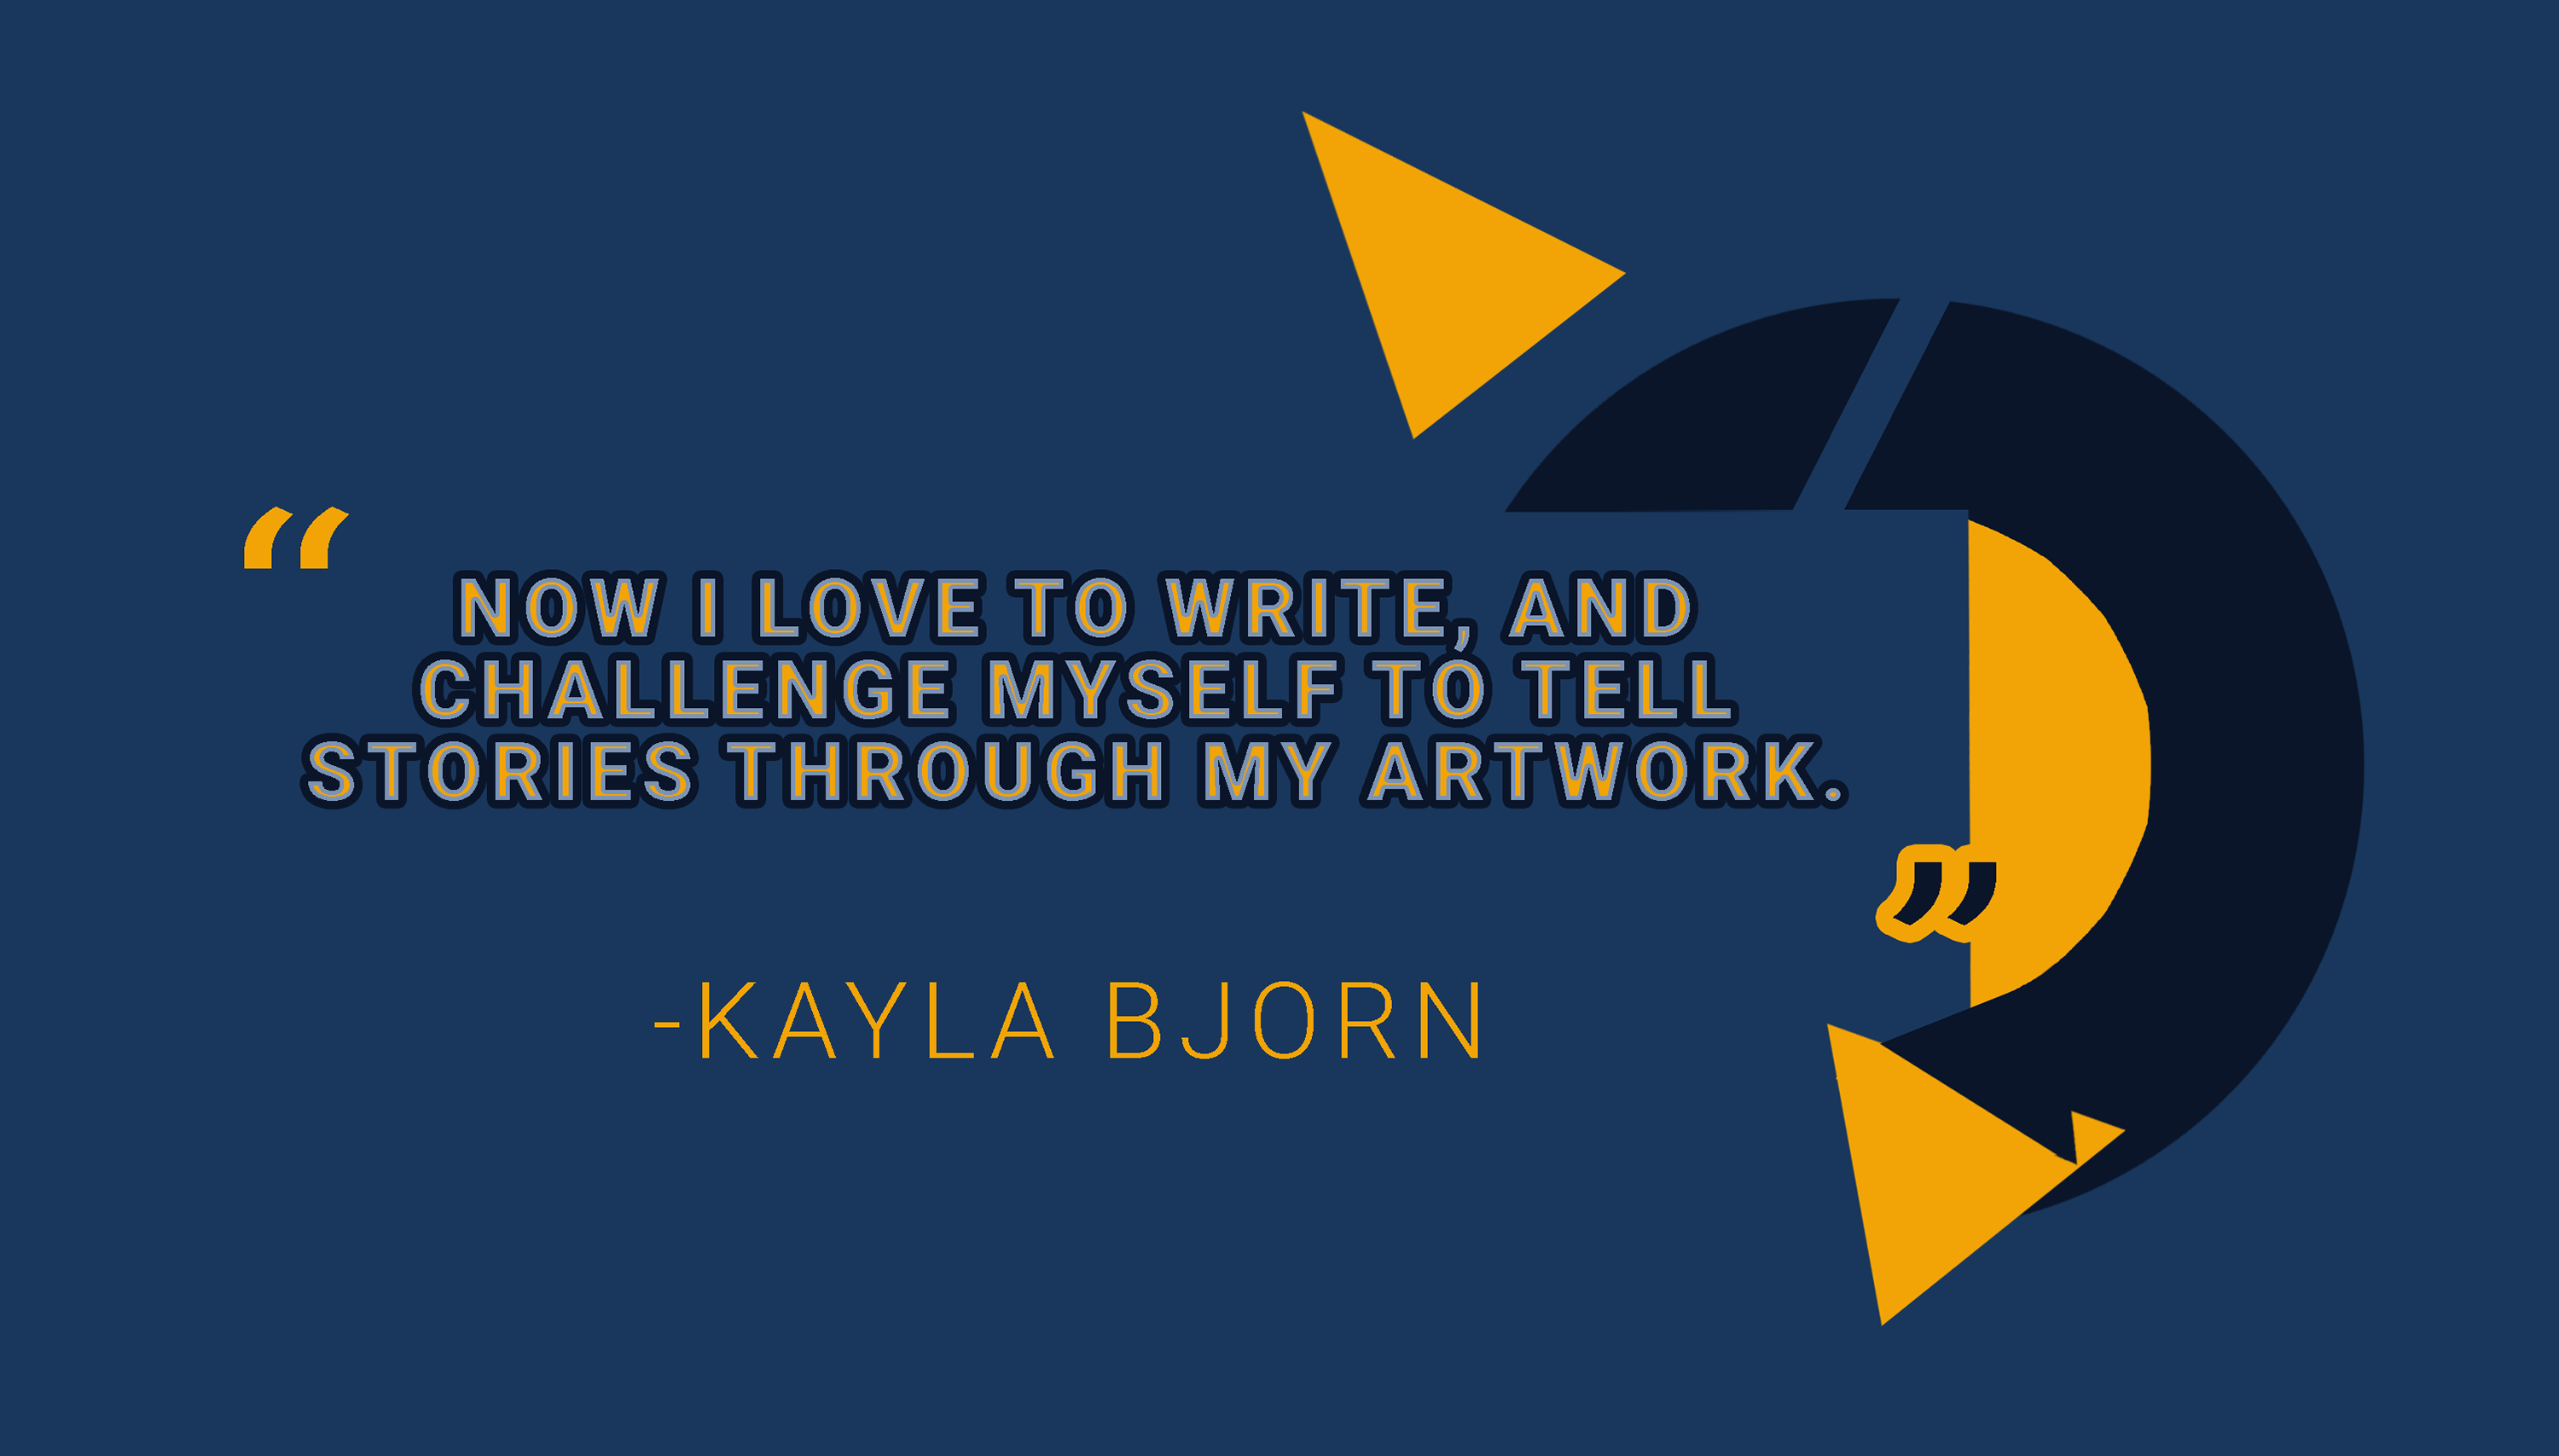 “
NOW I LOVE TO WRITE, AND
CHALLENGE MYSELF TO TELL
STORIES THROUGH MY ARTWORK.
”
-KAYLA BJORN